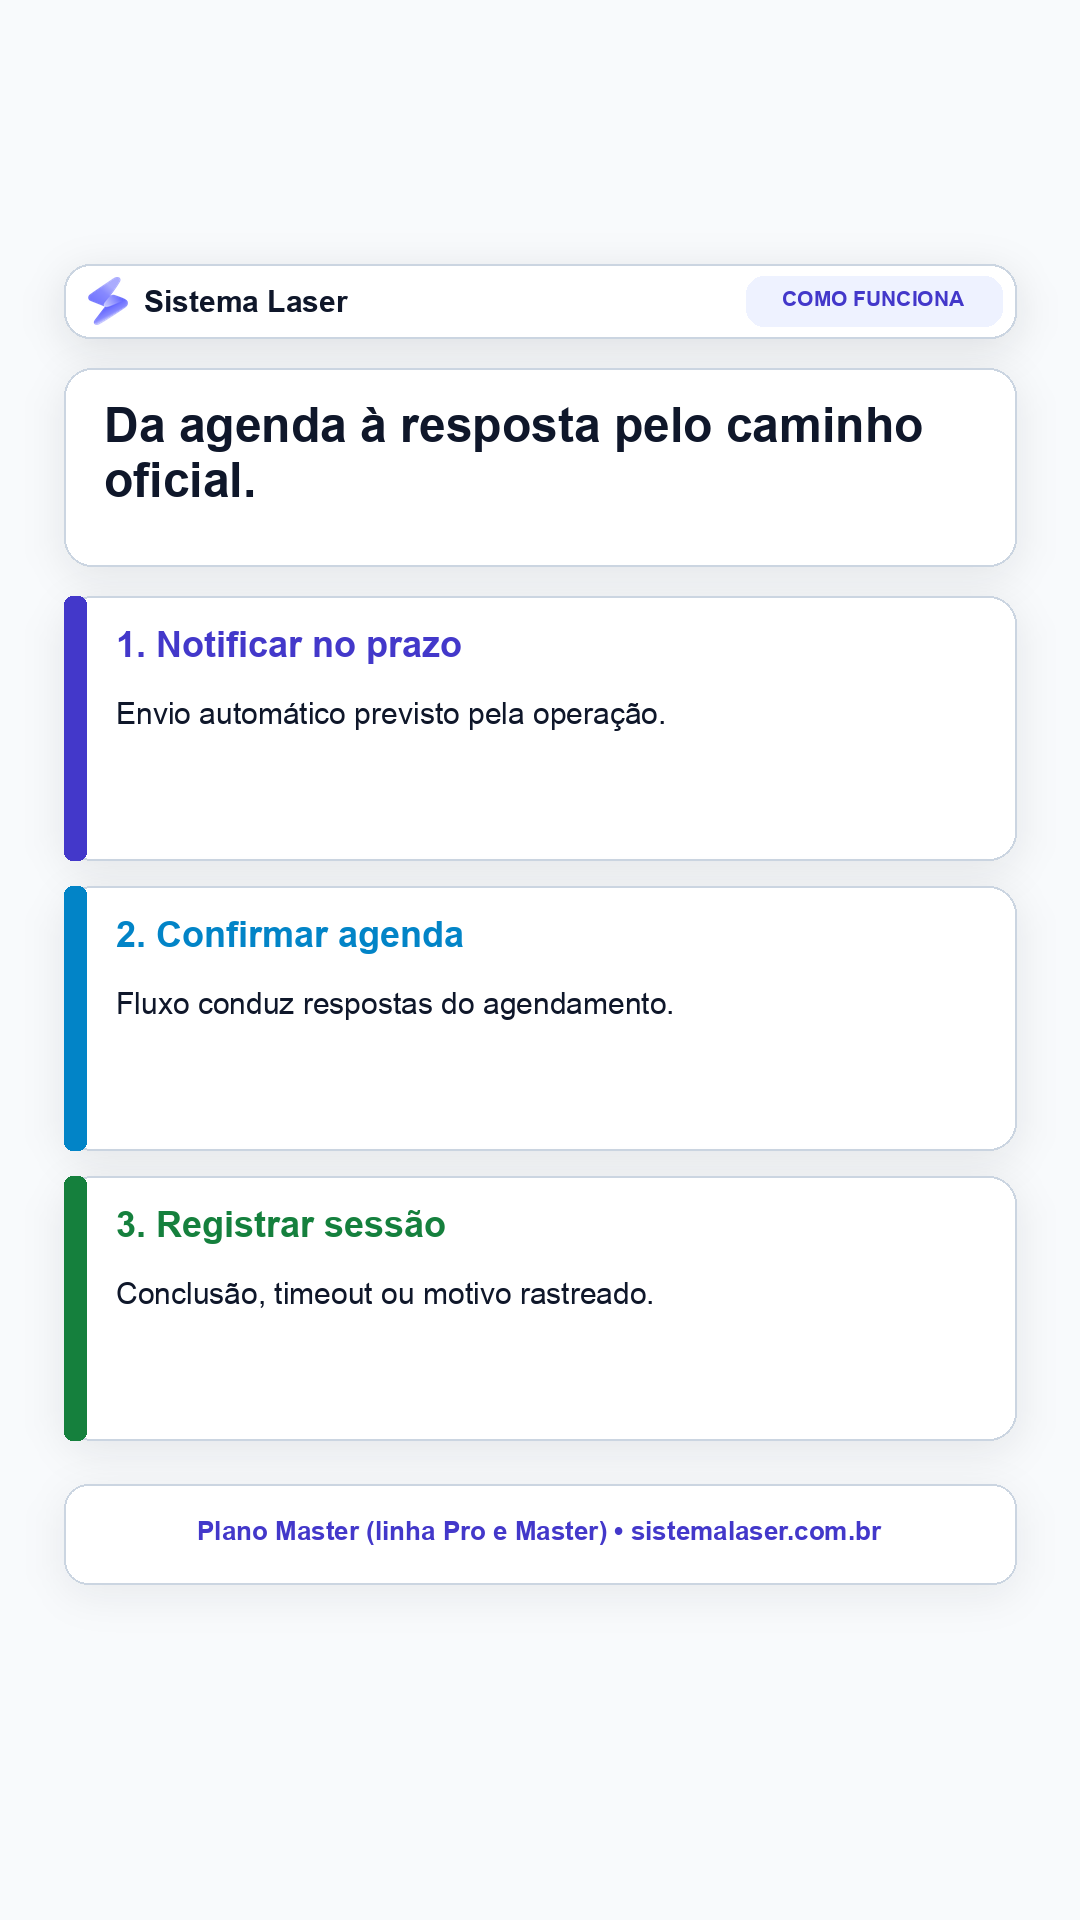 Sistema Laser
COMO FUNCIONA
Da agenda à resposta pelo caminho
oficial.
1. Notificar no prazo
Envio automático previsto pela operação.
2. Confirmar agenda
Fluxo conduz respostas do agendamento.
3. Registrar sessão
Conclusão, timeout ou motivo rastreado.
Plano Master (linha Pro e Master) • sistemalaser.com.br